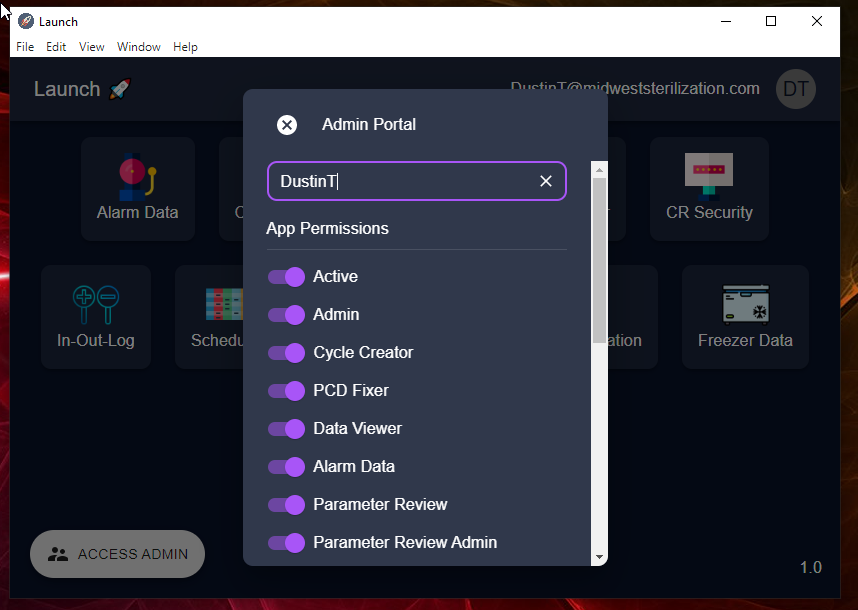 Launch
File Edit View Window Help
Launch 🚀
DustinT@midweststerilization.com
DT
Admin Portal
DustinT
App Permissions
Active
Admin
Cycle Creator
PCD Fixer
Data Viewer
Alarm Data
Parameter Review
Parameter Review Admin
Alarm Data
CR Security
In-Out-Log
Freezer Data
ACCESS ADMIN
1.0